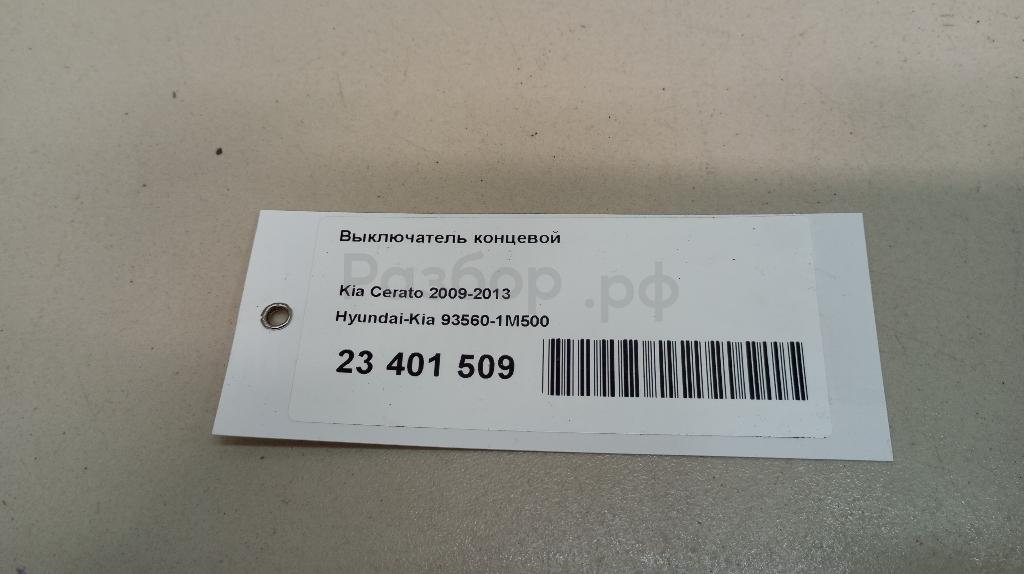 Выключатель концевой
Разбор.рф
Kia Cerato 2009-2013
Hyundai-Kia 93560-1M500
23 401 509